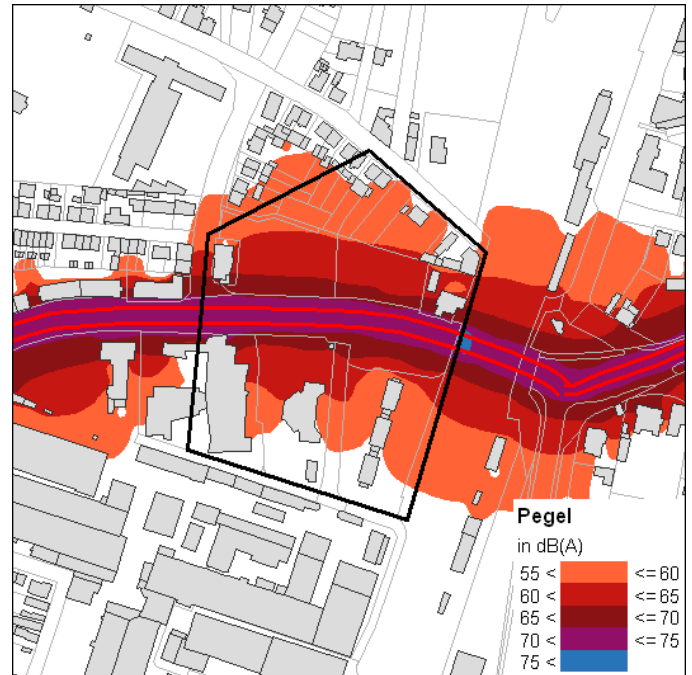 Pegel
in dB(A)
55 < <= 60
60 < <= 65
65 < <= 70
70 < <= 75
75 <